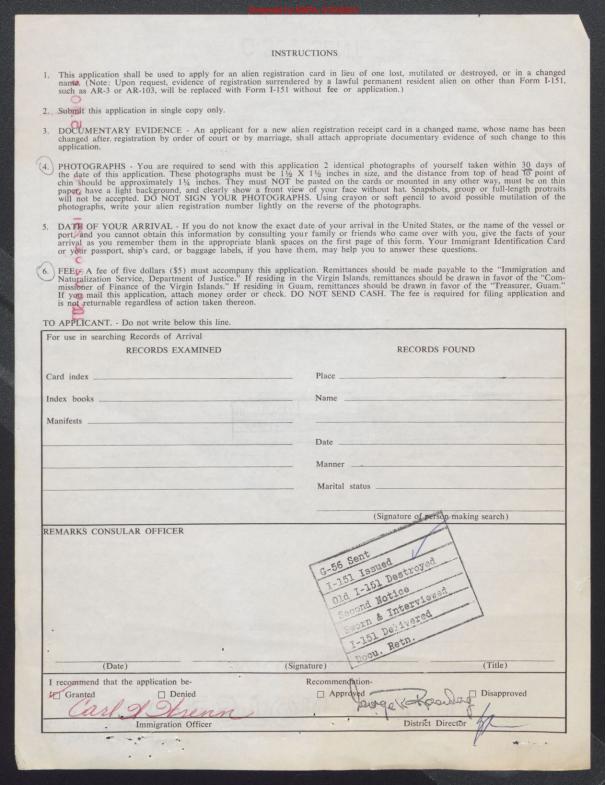 INSTRUCTIONS
1. This application shall be used to apply for an alien registration card in lieu of one lost, mutilated or destroyed, or in a changed
name. (Note: Upon request, evidence of registration surrendered by a lawful permanent resident alien on other than Form I-151,
such as AR-3 or AR-103, will be replaced with Form I-151 without fee or application.)
2. Submit this application in single copy only.
3. DOCUMENTARY EVIDENCE - An applicant for a new alien registration receipt card in a changed name, whose name has been
changed after registration by order of court or by marriage, shall attach appropriate documentary evidence of such change to this
application.
4. PHOTOGRAPHS - You are required to send with this application 2 identical photographs of yourself taken within 30 days of
the date of this application. These photographs must be 1½ X 1½ inches in size, and the distance from top of head to point of
chin should be approximately 1¼ inches. They must NOT be pasted on the cards or mounted in any other way, must be on thin
paper, have a light background, and clearly show a front view of your face without hat. Snapshots, group or full-length protraits
will not be accepted. DO NOT SIGN YOUR PHOTOGRAPHS. Using crayon or soft pencil to avoid possible mutilation of the
photographs, write your alien registration number lightly on the reverse of the photographs.
5. DATE OF YOUR ARRIVAL - If you do not know the exact date of your arrival in the United States, or the name of the vessel or
port, and you cannot obtain this information by consulting your family or friends who came over with you, give the facts of your
arrival as you remember them in the appropriate blank spaces on the first page of this form. Your Immigrant Identification Card
or your passport, ship's card, or baggage labels, if you have them, may help you to answer these questions.
6. FEE - A fee of five dollars ($5) must accompany this application. Remittances should be made payable to the "Immigration and
Naturalization Service, Department of Justice." If residing in the Virgin Islands, remittances should be drawn in favor of the "Com-
missioner of Finance of the Virgin Islands." If residing in Guam, remittances should be drawn in favor of the "Treasurer, Guam."
If you mail this application, attach money order or check. DO NOT SEND CASH. The fee is required for filing application and
is not returnable regardless of action taken thereon.
TO APPLICANT. - Do not write below this line.
For use in searching Records of Arrival
RECORDS EXAMINED RECORDS FOUND
Card index Place
Index books Name
Manifests
Date
Manner
Marital status
(Signature of person making search)
REMARKS CONSULAR OFFICER
G-56 Sent
I-151 Issued
Old I-151 Destroyed
Second Notice
Sworn & Interviewed
I-151 Delivered
Docu. Retn.
(Date) (Signature) (Title)
I recommend that the application be- Recommendation-
Granted Denied Approved Disapproved
Immigration Officer District Director